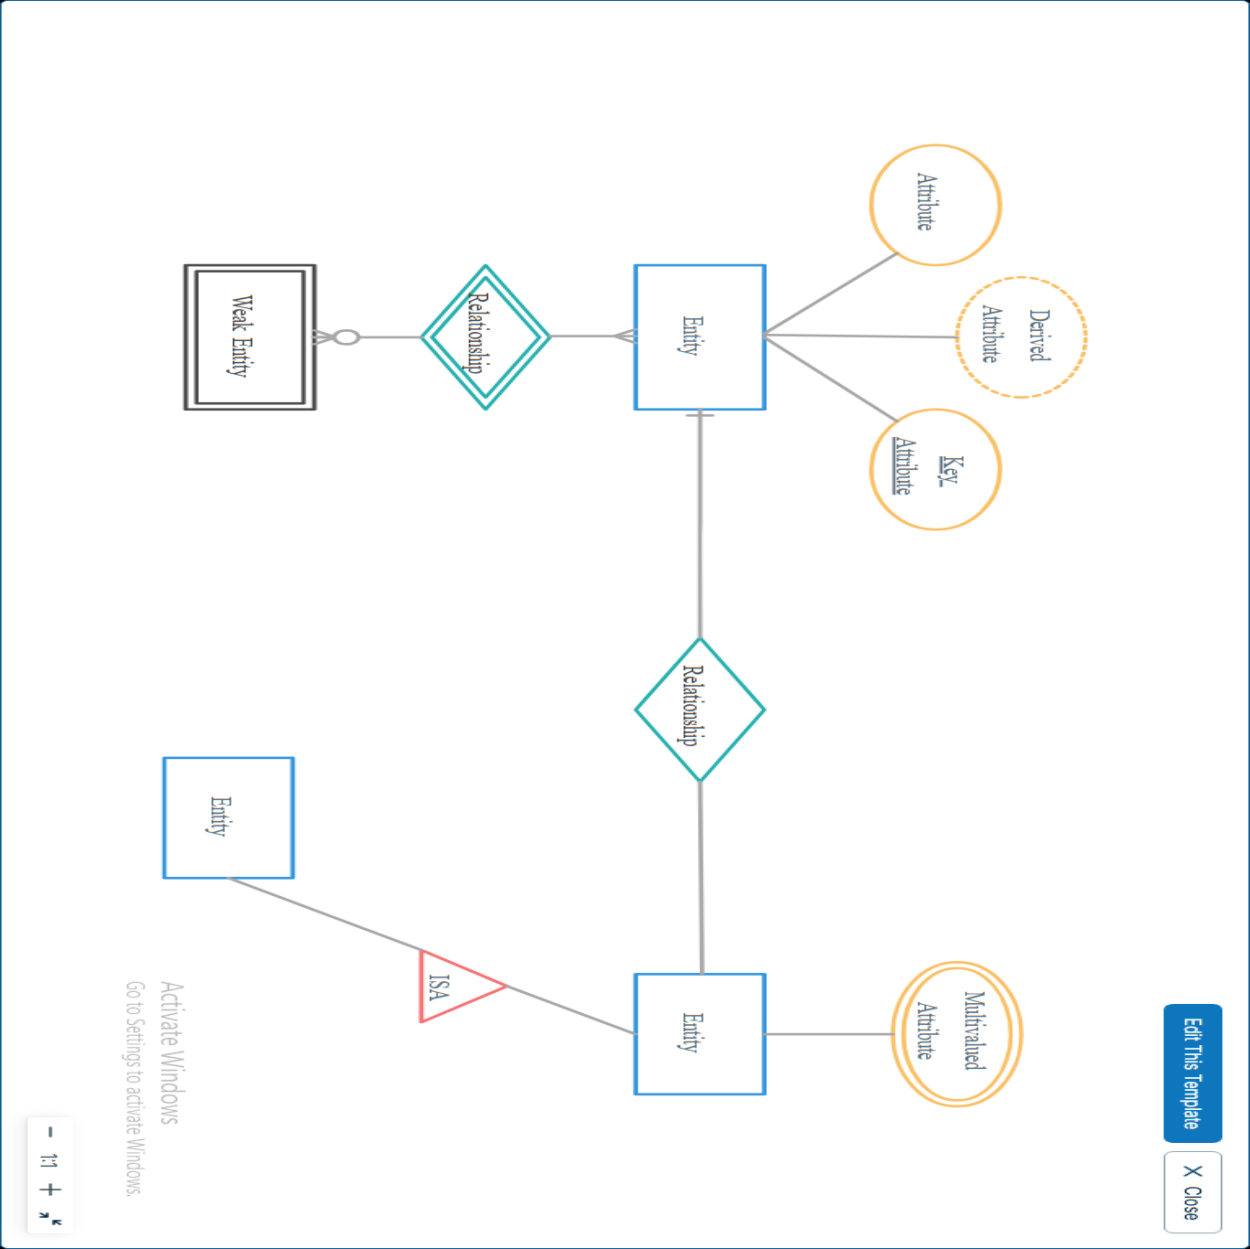 Edit This Template
X Close
Derived
Attribute
Attribute
Key
Attribute
Multivalued
Attribute
Entity
Relationship
Entity
Relationship
ISA
Weak Entity
Entity
Activate Windows
Go to Settings to activate Windows.
− 1:1 +